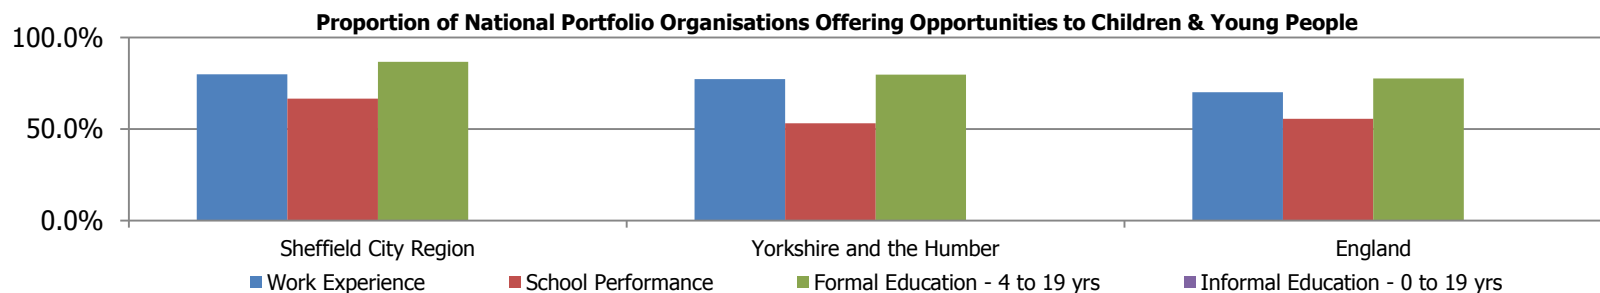 Proportion of National Portfolio Organisations Offering Opportunities to Children & Young People
100.0%
50.0%
0.0%
Sheffield City Region Yorkshire and the Humber England
Work Experience School Performance Formal Education - 4 to 19 yrs Informal Education - 0 to 19 yrs